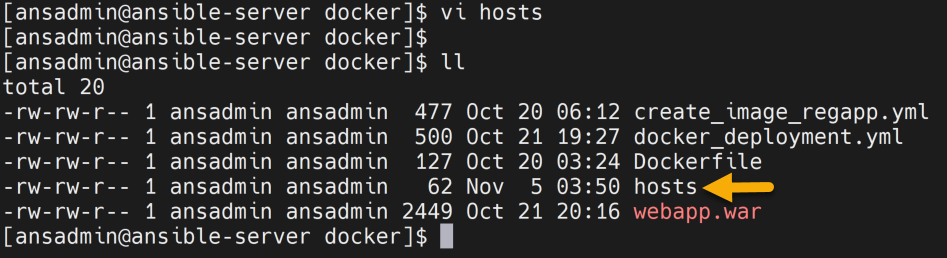 [ansadmin@ansible-server docker]$ vi hosts
[ansadmin@ansible-server docker]$
[ansadmin@ansible-server docker]$ ll
total 20
-rw-rw-r-- 1 ansadmin ansadmin  477 Oct 20 06:12 create_image_regapp.yml
-rw-rw-r-- 1 ansadmin ansadmin  500 Oct 21 19:27 docker_deployment.yml
-rw-rw-r-- 1 ansadmin ansadmin  127 Oct 20 03:24 Dockerfile
-rw-rw-r-- 1 ansadmin ansadmin   62 Nov  5 03:50 hosts
-rw-rw-r-- 1 ansadmin ansadmin 2449 Oct 21 20:16 webapp.war
[ansadmin@ansible-server docker]$